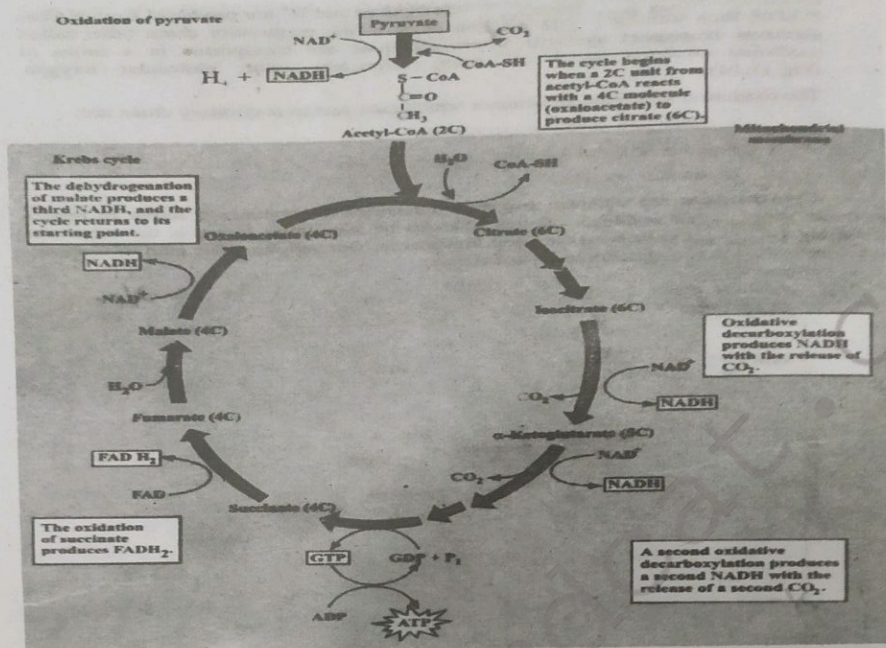 Oxidation of pyruvate
Pyruvate
CO2
NAD+
CoA-SH
H+ + NADH
S – CoA
C=O
CH3
Acetyl-CoA (2C)
The cycle begins
when a 2C unit from
acetyl-CoA reacts
with a 4C molecule
(oxaloacetate) to
produce citrate (6C).
Mitochondrial
membrane
Krebs cycle
H2O
CoA-SH
The dehydrogenation
of malate produces a
third NADH, and the
cycle returns to its
starting point.
Oxaloacetate (4C)
Citrate (6C)
NADH
NAD+
Isocitrate (6C)
Malate (4C)
Oxidative
decarboxylation
produces NADH
with the release of
CO2.
H2O
NAD+
CO2
NADH
Fumarate (4C)
α-Ketoglutarate (5C)
FAD H2
NAD+
CO2
NADH
FAD
Succinate (4C)
The oxidation
of succinate
produces FADH2.
GTP
GDP + P1
A second oxidative
decarboxylation produces
a second NADH with the
release of a second CO2.
ADP
ATP